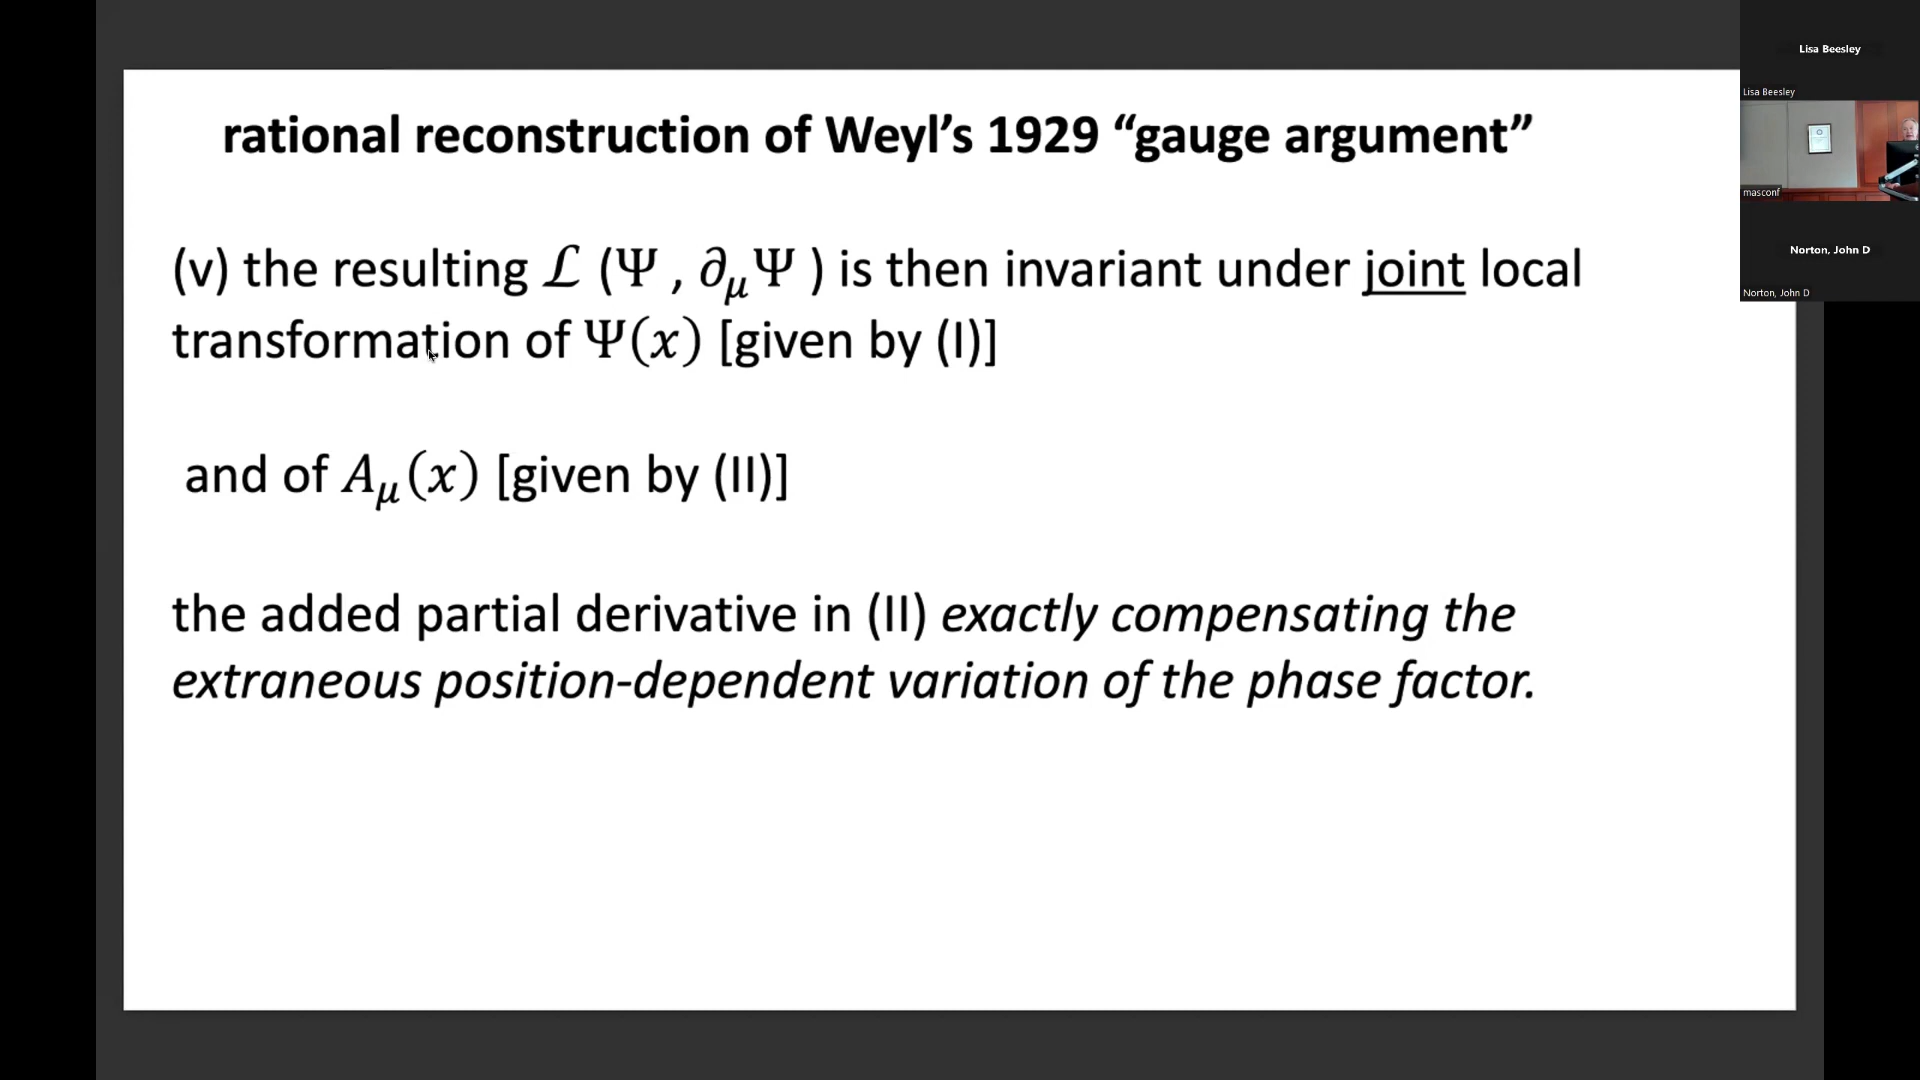 rational reconstruction of Weyl’s 1929 “gauge argument”
(v) the resulting ℒ (Ψ , ∂μΨ ) is then invariant under joint local
transformation of Ψ(x) [given by (I)]
and of Aμ(x) [given by (II)]
the added partial derivative in (II) exactly compensating the
extraneous position-dependent variation of the phase factor.
Lisa Beesley
Lisa Beesley
masconf
Norton, John D
Norton, John D